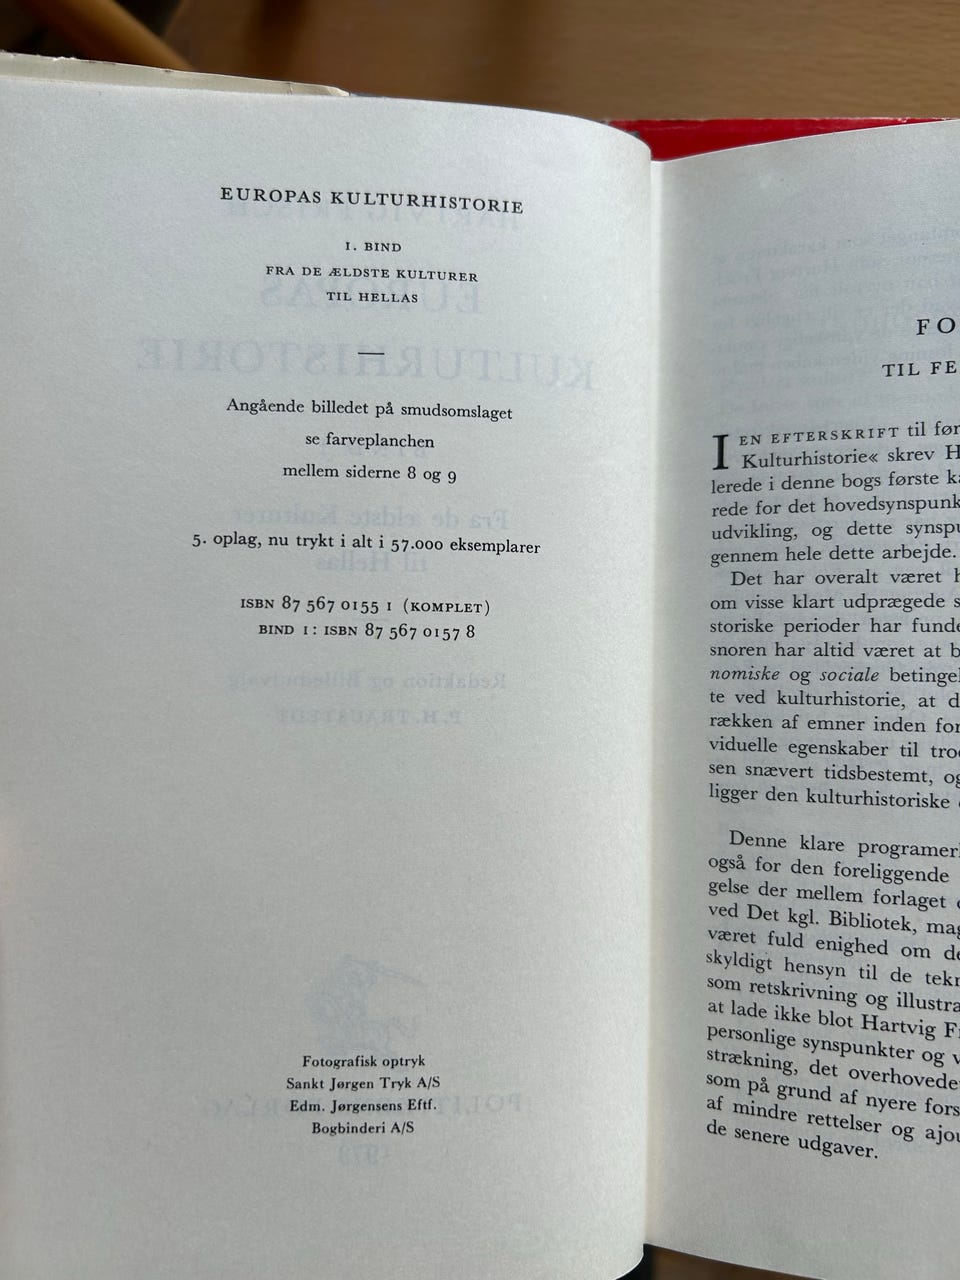 EUROPAS KULTURHISTORIE
1. BIND
FRA DE ÆLDSTE KULTURER
TIL HELLAS
—
Angående billedet på smudsomslaget
se farveplanchen
mellem siderne 8 og 9
5. oplag, nu trykt i alt i 57.000 eksemplarer
ISBN 87 567 0155 1 (KOMPLET)
BIND 1: ISBN 87 567 0157 8
Fotografisk optryk
Sankt Jørgen Tryk A/S
Edm. Jørgensens Eftf.
Bogbinderi A/S
FO
TIL FE
I EN EFTERSKRIFT til før
Kulturhistorie« skrev H
lerede i denne bogs første ka
rede for det hovedsynspunk
udvikling, og dette synspu
gennem hele dette arbejde.
Det har overalt været h
om visse klart udprægede s
storiske perioder har funde
snoren har altid været at b
nomiske og sociale betingel
te ved kulturhistorie, at d
rækken af emner inden for
viduelle egenskaber til tro
sen snævert tidsbestemt, og
ligger den kulturhistoriske
Denne klare programer
også for den foreliggende
gelse der mellem forlaget
ved Det kgl. Bibliotek, mag
været fuld enighed om de
skyldigt hensyn til de tekn
som retskrivning og illustra
at lade ikke blot Hartvig F
personlige synspunkter og v
strækning, det overhovede
som på grund af nyere fors
af mindre rettelser og ajou
de senere udgaver.